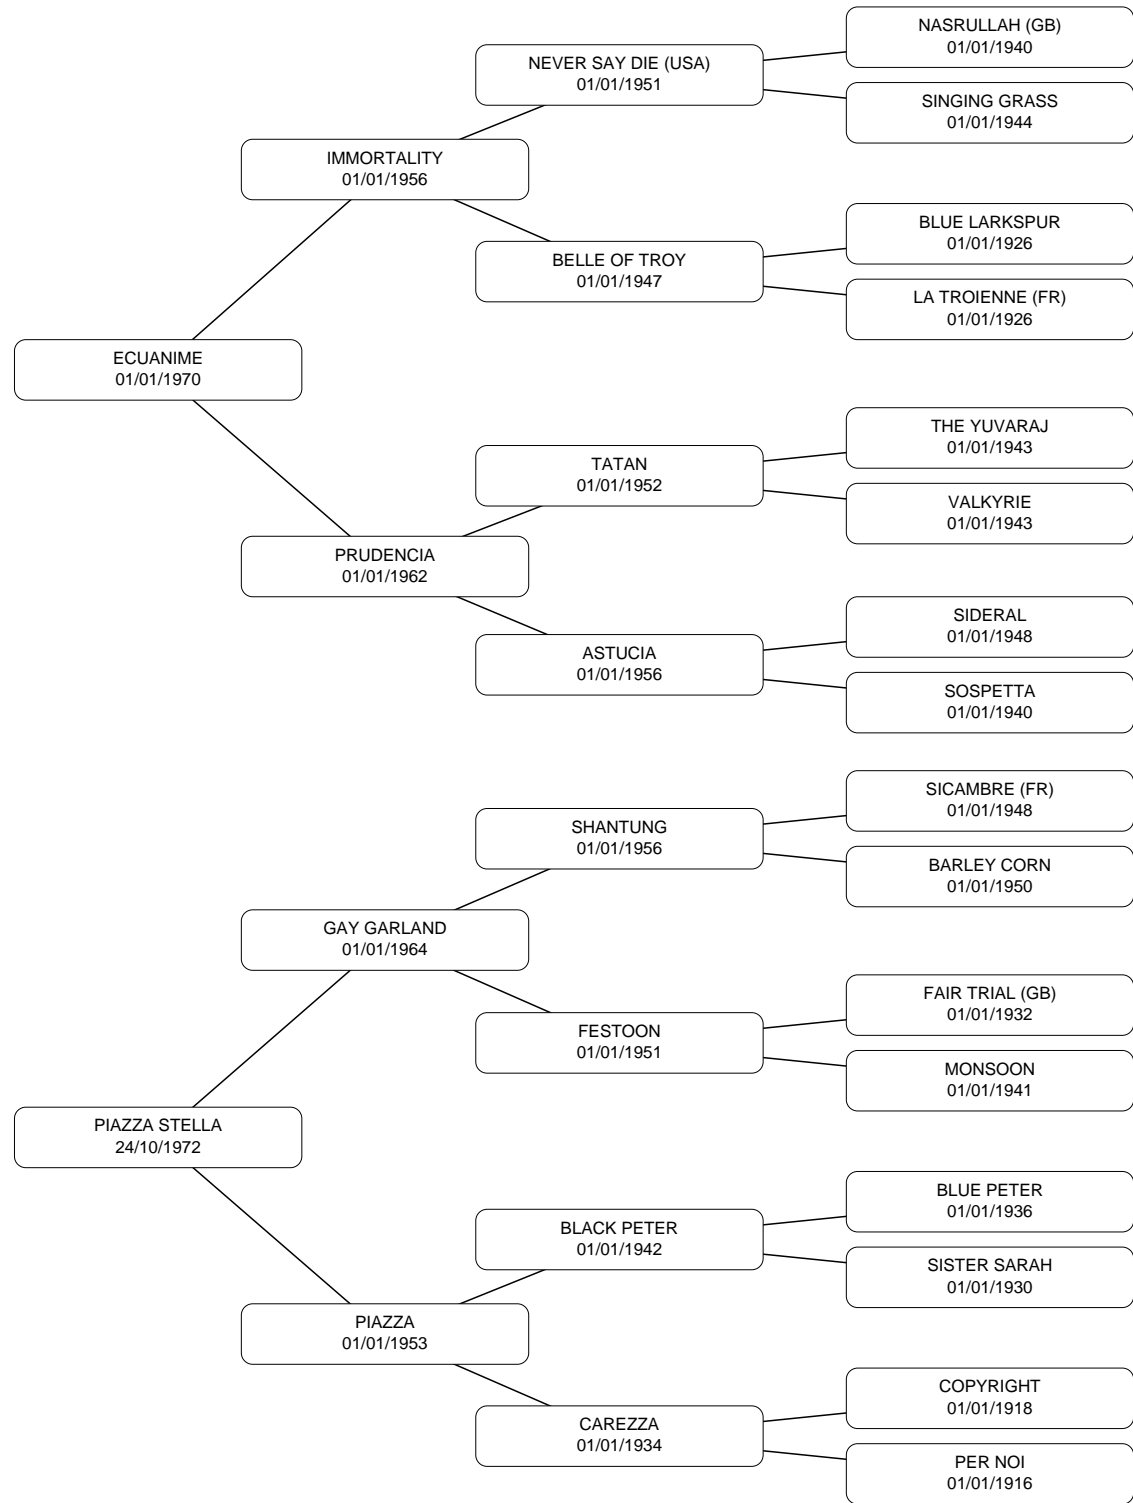 NASRULLAH (GB)
01/01/1940
NEVER SAY DIE (USA)
01/01/1951
SINGING GRASS
01/01/1944
IMMORTALITY
01/01/1956
BLUE LARKSPUR
01/01/1926
BELLE OF TROY
01/01/1947
LA TROIENNE (FR)
01/01/1926
ECUANIME
01/01/1970
THE YUVARAJ
01/01/1943
TATAN
01/01/1952
VALKYRIE
01/01/1943
PRUDENCIA
01/01/1962
SIDERAL
01/01/1948
ASTUCIA
01/01/1956
SOSPETTA
01/01/1940
SICAMBRE (FR)
01/01/1948
SHANTUNG
01/01/1956
BARLEY CORN
01/01/1950
GAY GARLAND
01/01/1964
FAIR TRIAL (GB)
01/01/1932
FESTOON
01/01/1951
MONSOON
01/01/1941
PIAZZA STELLA
24/10/1972
BLUE PETER
01/01/1936
BLACK PETER
01/01/1942
SISTER SARAH
01/01/1930
PIAZZA
01/01/1953
COPYRIGHT
01/01/1918
CAREZZA
01/01/1934
PER NOI
01/01/1916